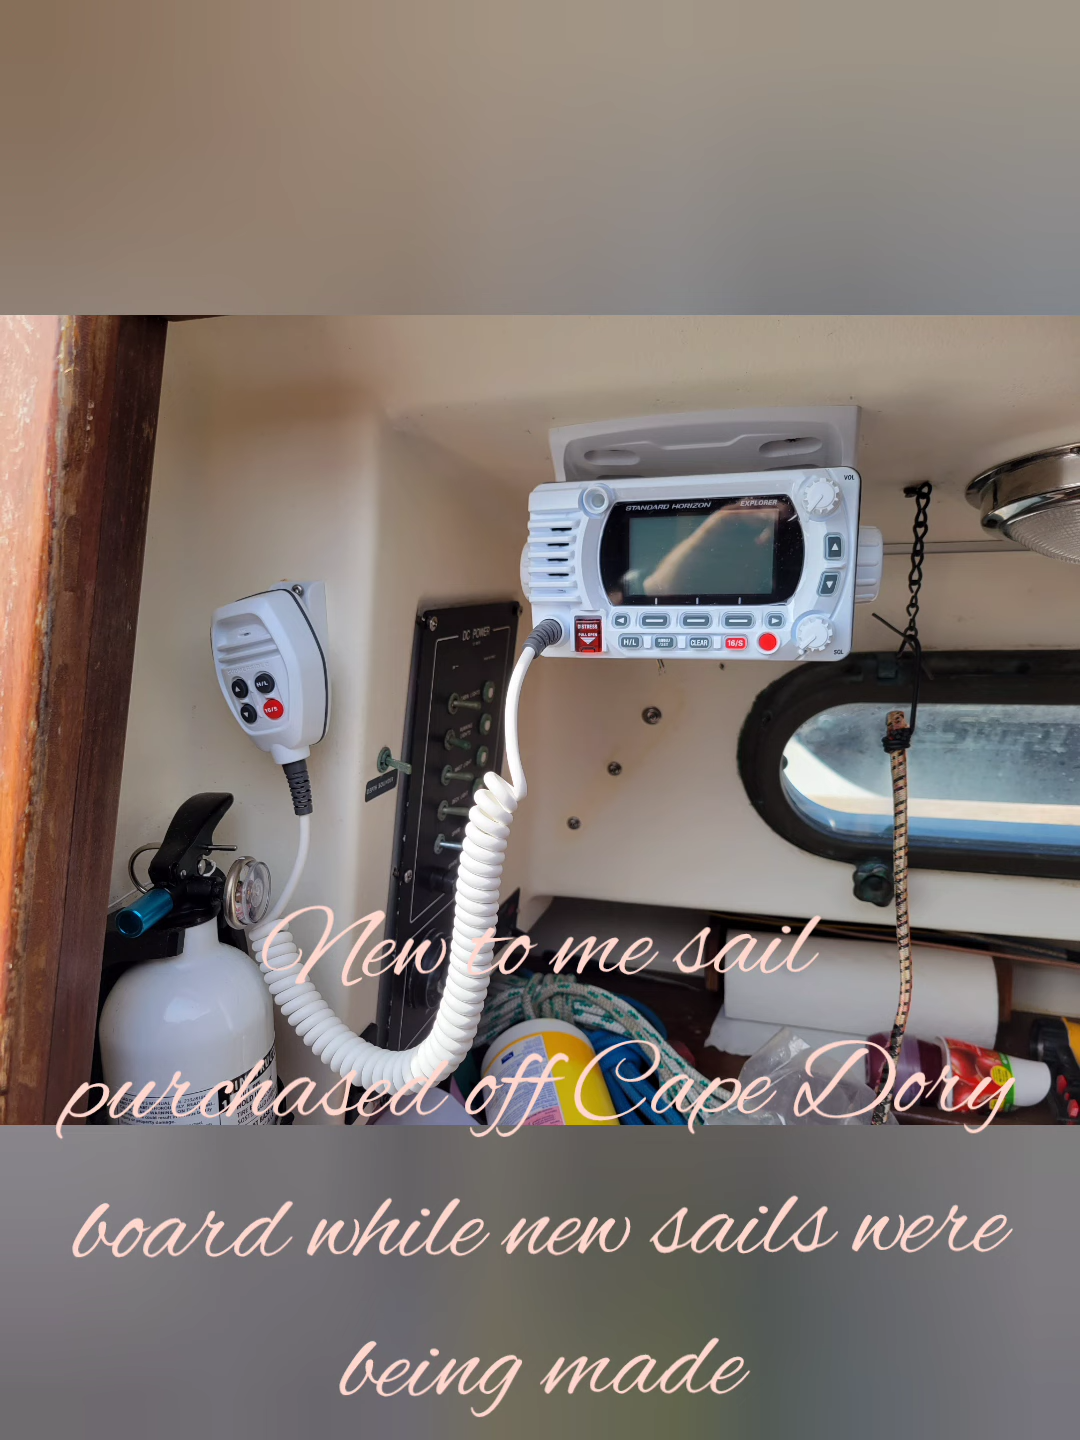 VOL
STANDARD HORIZON EXPLORER
DISTRESS
H/L CLEAR 16/S
SQL
DC POWER
H/L
16/S
New to me sail
purchased off Cape Dory
board while new sails were
being made